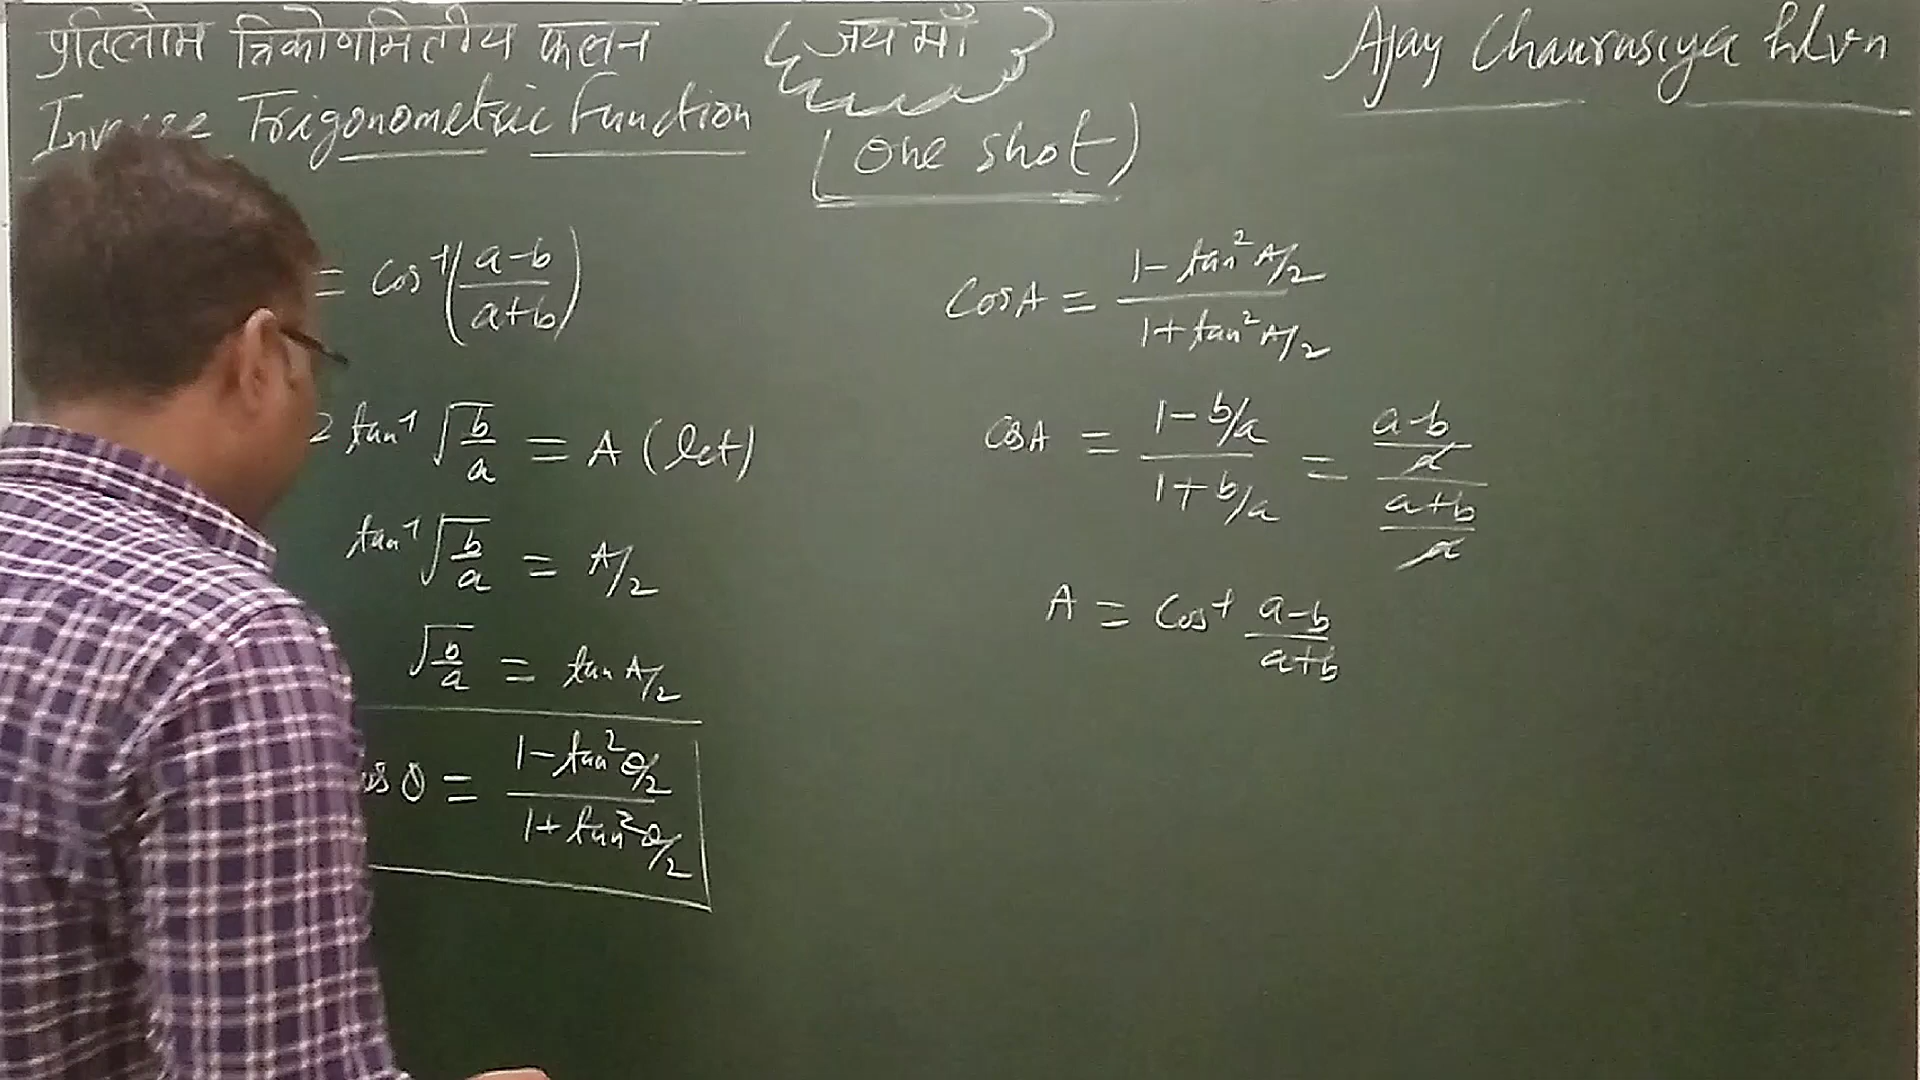 प्रतिलोम त्रिकोणमितीय फलन
{जय माँ}
Ajay Chaurasiya hlvn
Inverse Trigonometric Function
(One shot)
= Cos⁻¹((a-b)/(a+b))
2 tan⁻¹ √(b/a) = A (let)
tan⁻¹ √(b/a) = A/2
√(b/a) = tan A/2
os θ = (1 - tan² θ/2)/(1 + tan² θ/2)
Cos A = (1 - tan² A/2)/(1 + tan² A/2)
Cos A = (1 - b/a)/(1 + b/a) = ((a-b)/a)/((a+b)/a)
A = Cos⁻¹ (a-b)/(a+b)